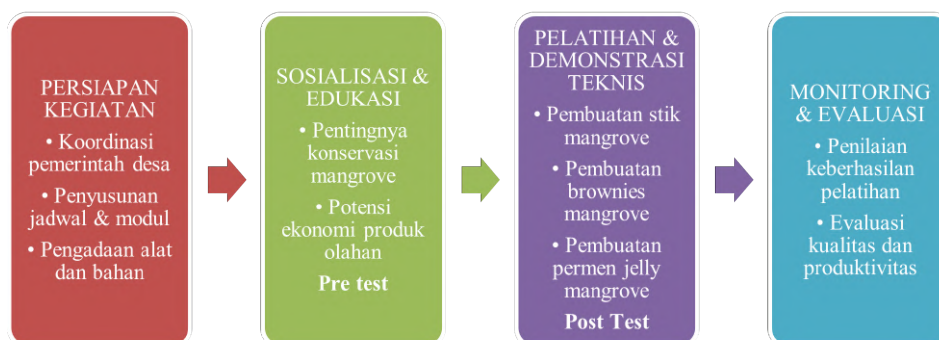 PERSIAPAN
KEGIATAN
• Koordinasi
pemerintah desa
• Penyusunan
jadwal & modul
• Pengadaan alat
dan bahan
SOSIALISASI &
EDUKASI
• Pentingnya
konservasi
mangrove
• Potensi
ekonomi produk
olahan
Pre test
PELATIHAN &
DEMONSTRASI
TEKNIS
• Pembuatan stik
mangrove
• Pembuatan
brownies
mangrove
• Pembuatan
permen jelly
mangrove
Post Test
MONITORING
& EVALUASI
• Penilaian
keberhasilan
pelatihan
• Evaluasi
kualitas dan
produktivitas